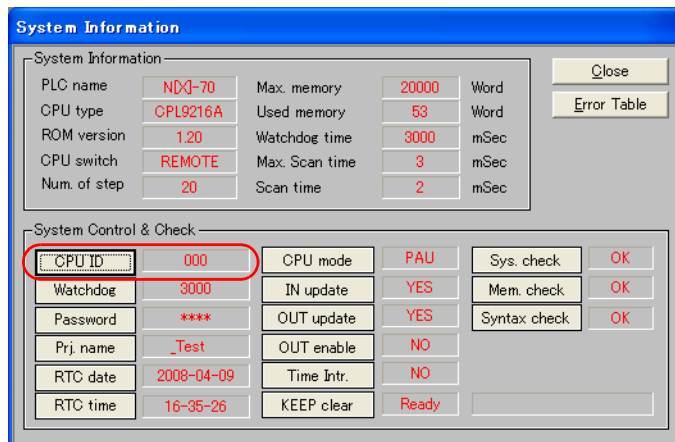 System Information
System Information
Close
PLC name N[X]-70 Max. memory 20000 Word
Error Table
CPU type CPL9216A Used memory 53 Word
ROM version 1.20 Watchdog time 3000 mSec
CPU switch REMOTE Max. Scan time 3 mSec
Num. of step 20 Scan time 2 mSec
System Control & Check
CPU ID 000 CPU mode PAU Sys. check OK
Watchdog 3000 IN update YES Mem. check OK
Password **** OUT update YES Syntax check OK
Prj. name _Test OUT enable NO
RTC date 2008-04-09 Time Intr. NO
RTC time 16-35-26 KEEP clear Ready